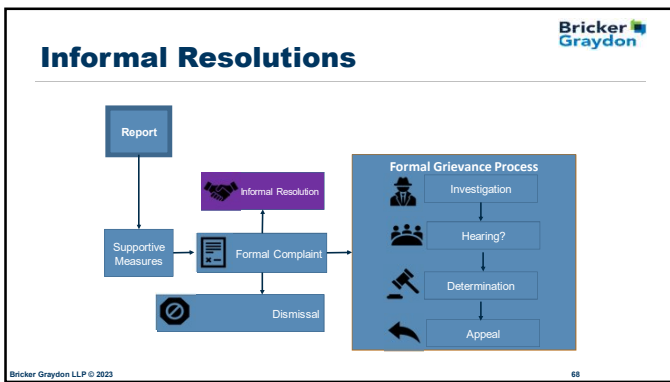 Bricker
Graydon
Informal Resolutions
Report
Formal Grievance Process
Informal Resolution
Investigation
Supportive
Measures
Formal Complaint
Hearing?
Dismissal
Determination
Appeal
Bricker Graydon LLP © 2023
68